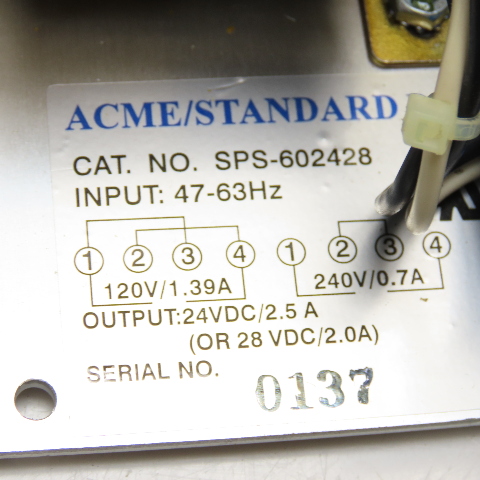 ACME/STANDARD
CAT. NO. SPS-602428
INPUT: 47-63Hz
1 2 3 4 1 2 3 4
120V/1.39A 240V/0.7A
OUTPUT:24VDC/2.5 A
(OR 28 VDC/2.0A)
SERIAL NO. 0137